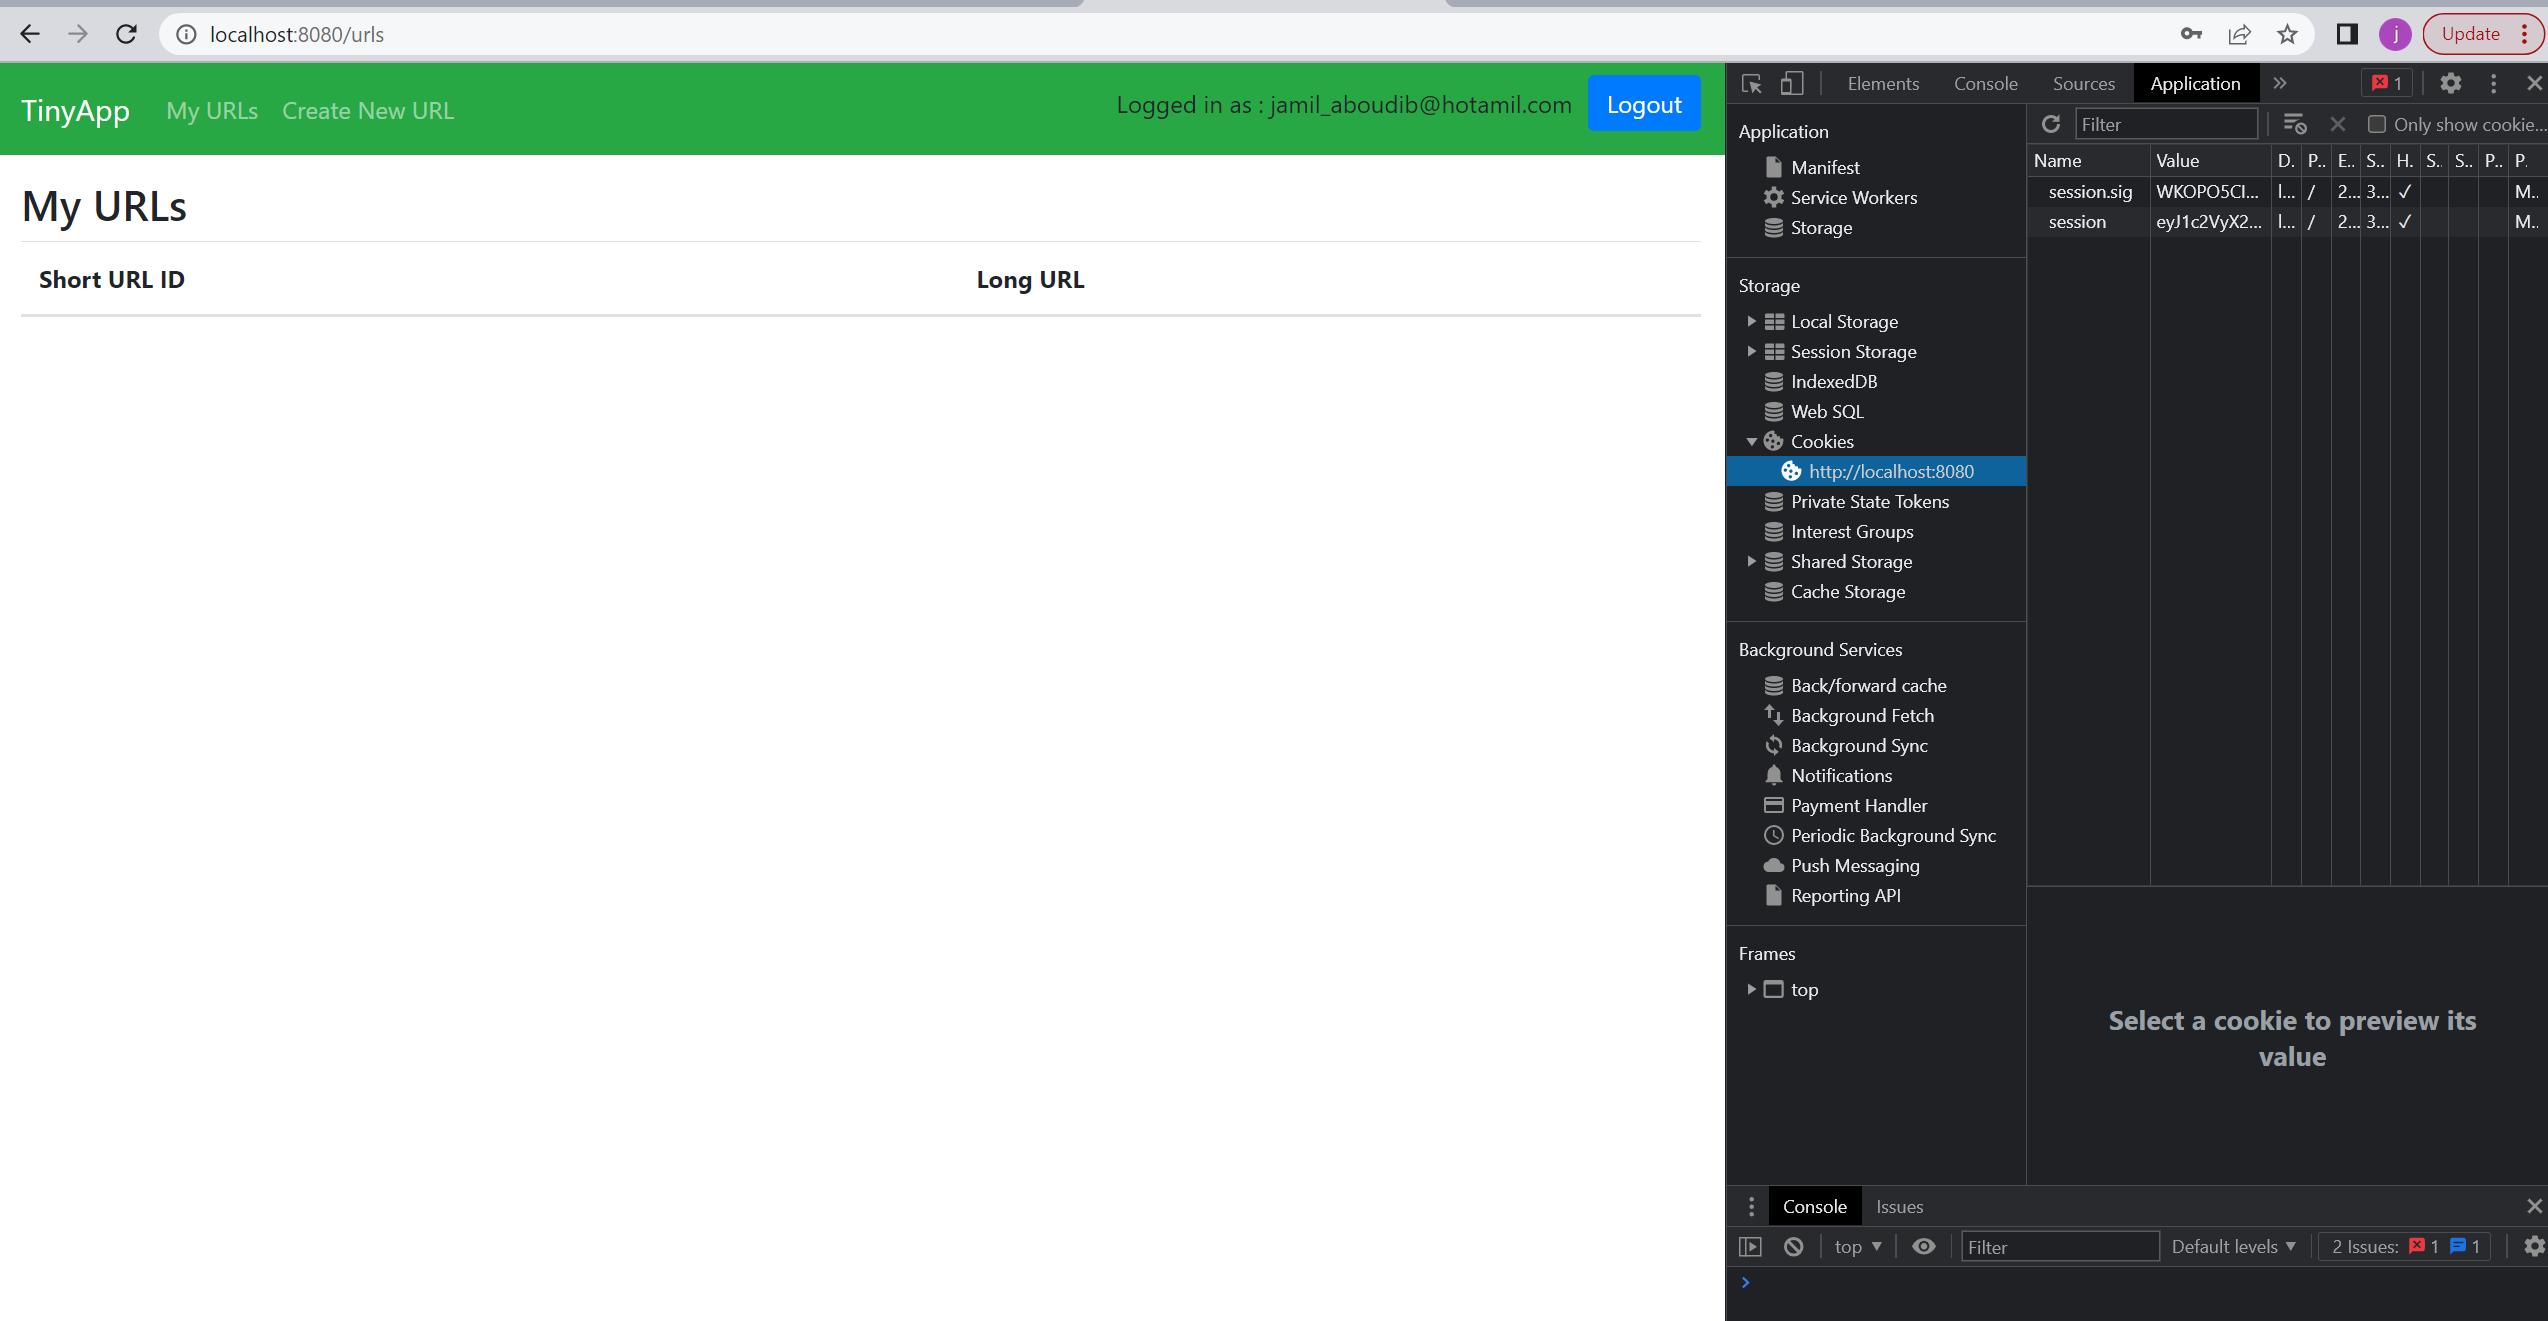 localhost:8080/urls
j
Update
TinyApp
My URLs
Create New URL
Logged in as : jamil_aboudib@hotamil.com
Logout
My URLs
Short URL ID
Long URL
Elements
Console
Sources
Application
1
Filter
Only show cookie...
Application
Manifest
Service Workers
Storage
Storage
Local Storage
Session Storage
IndexedDB
Web SQL
Cookies
http://localhost:8080
Private State Tokens
Interest Groups
Shared Storage
Cache Storage
Background Services
Back/forward cache
Background Fetch
Background Sync
Notifications
Payment Handler
Periodic Background Sync
Push Messaging
Reporting API
Frames
top
Name Value D. P.. E.. S.. H. S.. S.. P.. P.
session.sig WKOPO5CI... l... / 2... 3... ✓ M..
session eyJ1c2VyX2... l... / 2... 3... ✓ M..
Select a cookie to preview its
value
Console
Issues
top
Filter
Default levels
2 Issues: 1 1